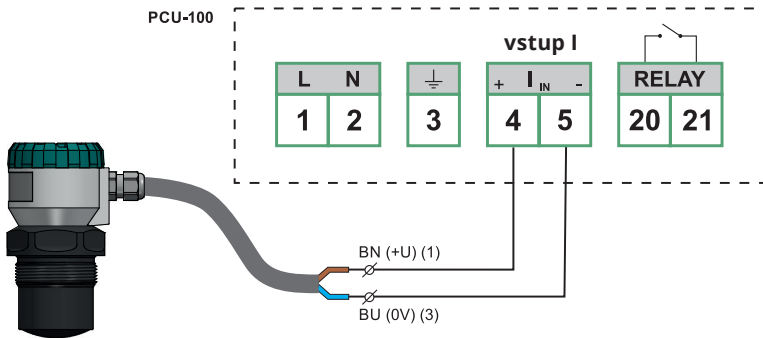 PCU-100
vstup I
L N
+ I IN -
RELAY
1 2
3
4 5
20 21
BN (+U) (1)
BU (0V) (3)